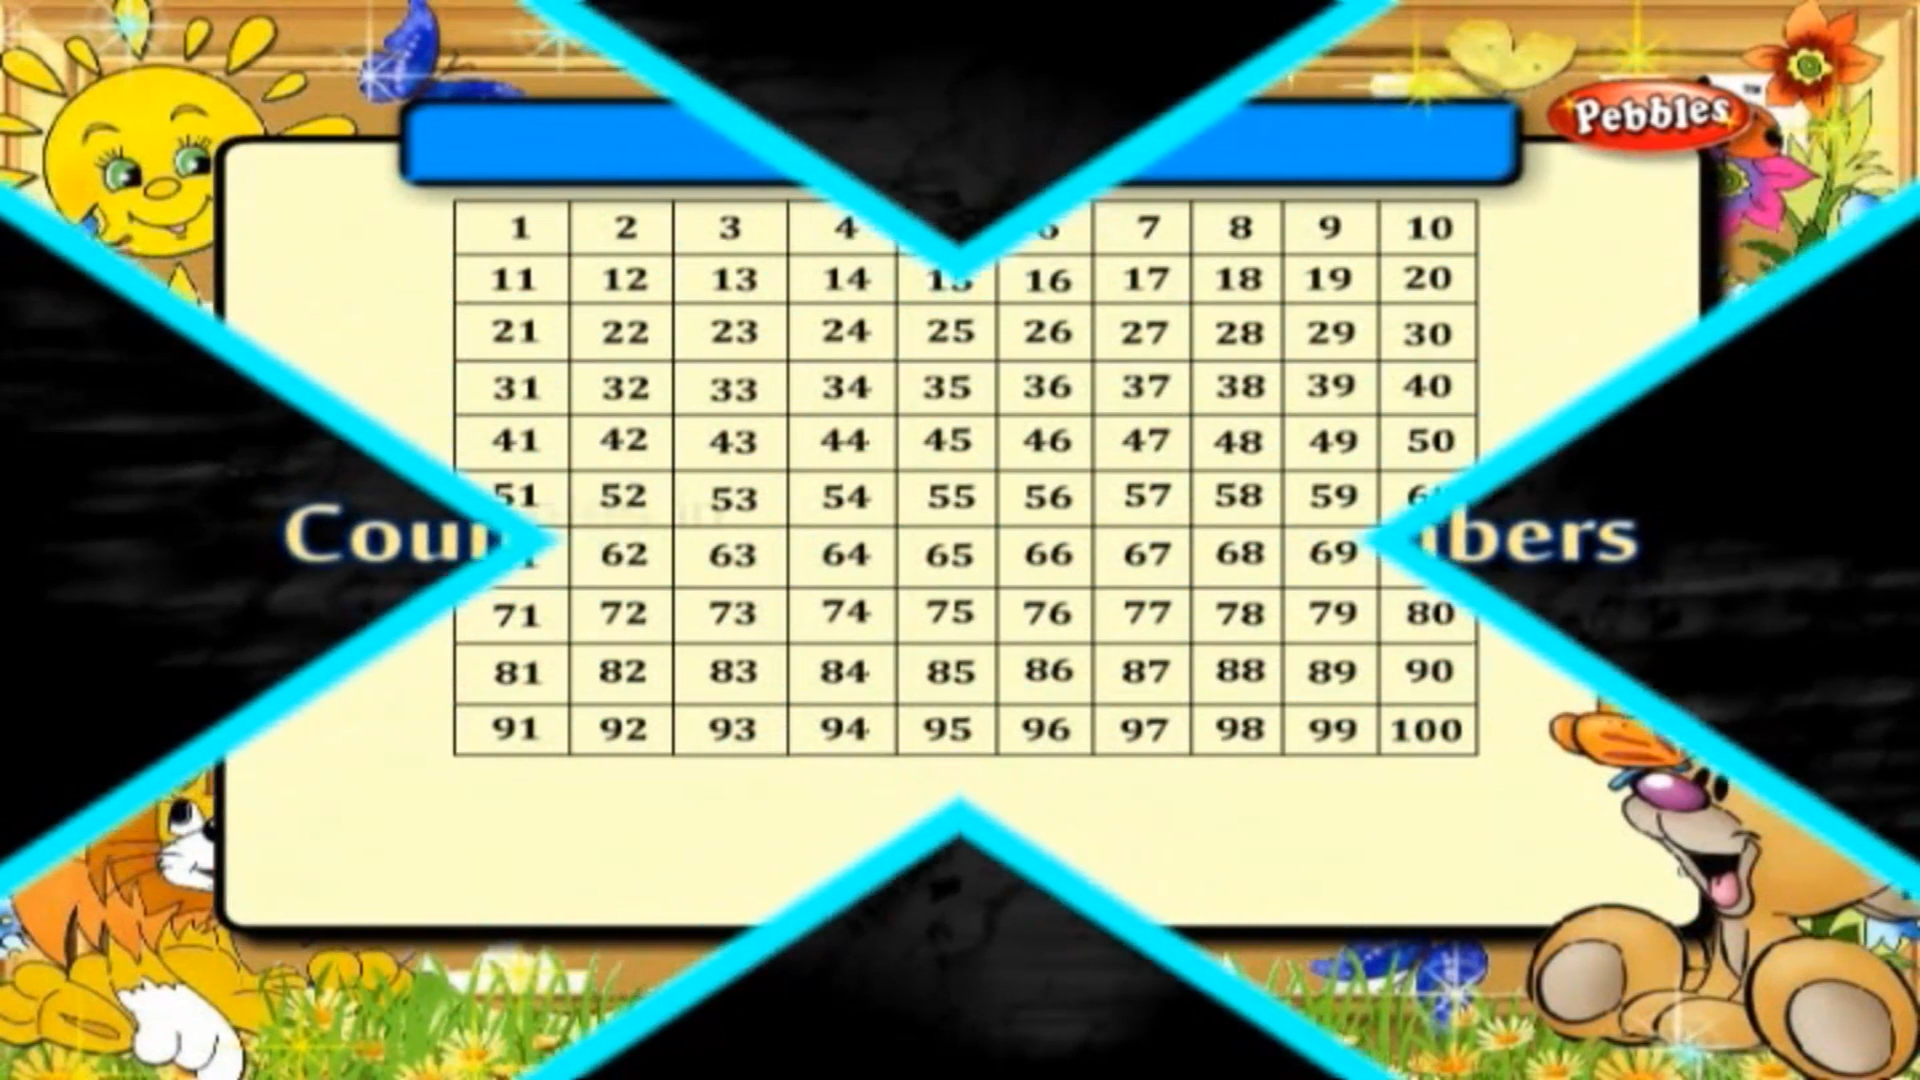 Pebbles™
1 2 3 4 6 7 8 9 10
11 12 13 14 15 16 17 18 19 20
21 22 23 24 25 26 27 28 29 30
31 32 33 34 35 36 37 38 39 40
41 42 43 44 45 46 47 48 49 50
51 52 53 54 55 56 57 58 59
62 63 64 65 66 67 68 69
71 72 73 74 75 76 77 78 79 80
81 82 83 84 85 86 87 88 89 90
91 92 93 94 95 96 97 98 99 100